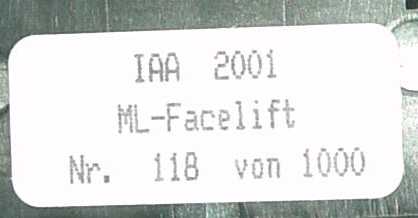 IAA 2001
ML-Facelift
Nr. 118 von 1000